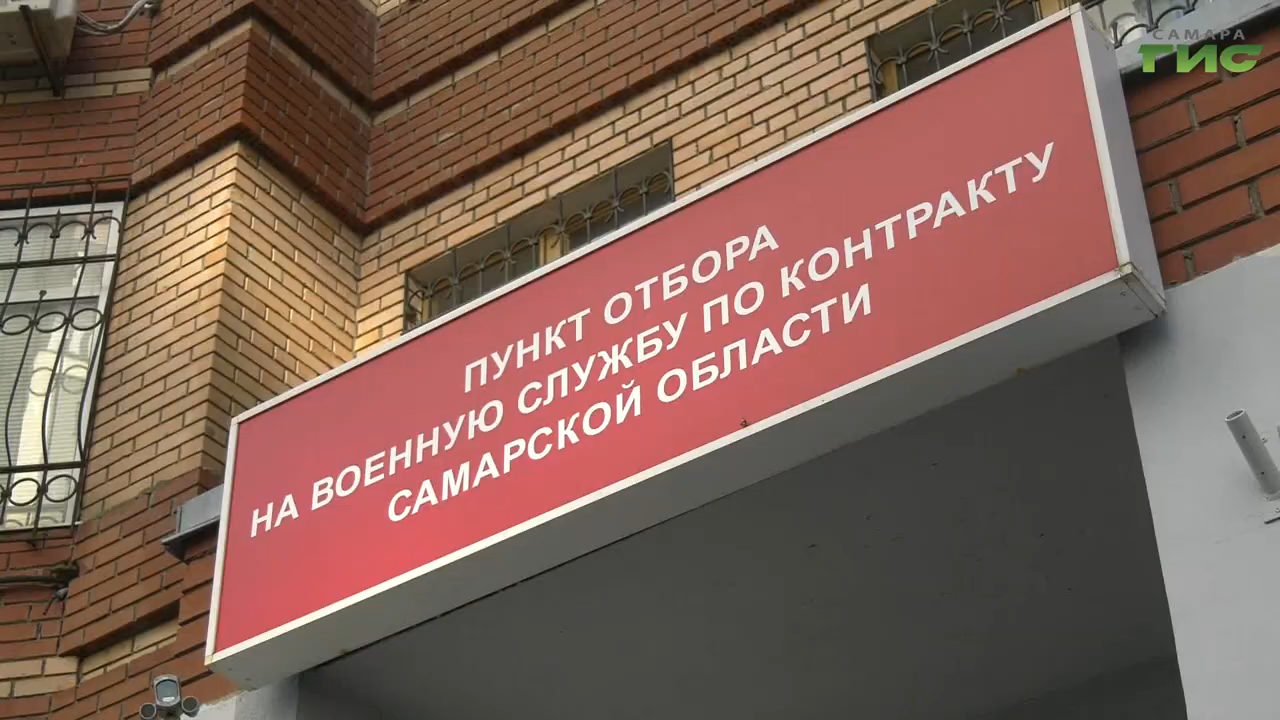 САМАРА
ГИС
ПУНКТ ОТБОРА
НА ВОЕННУЮ СЛУЖБУ ПО КОНТРАКТУ
САМАРСКОЙ ОБЛАСТИ